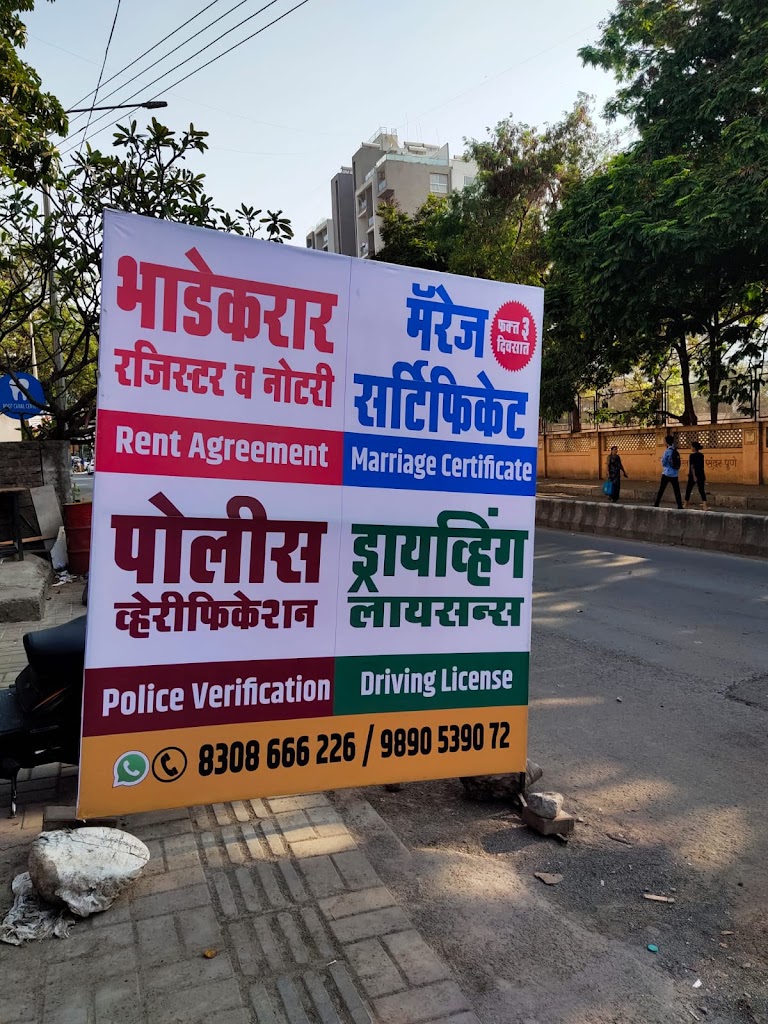 भाडेकरार
रजिस्टर व नोटरी
Rent Agreement
मॅरेज
सर्टिफिकेट
फक्त ३
दिवसात
Marriage Certificate
पोलीस
व्हेरीफिकेशन
Police Verification
ड्रायव्हिंग
लायसन्स
Driving License
8308 666 226 / 9890 5390 72